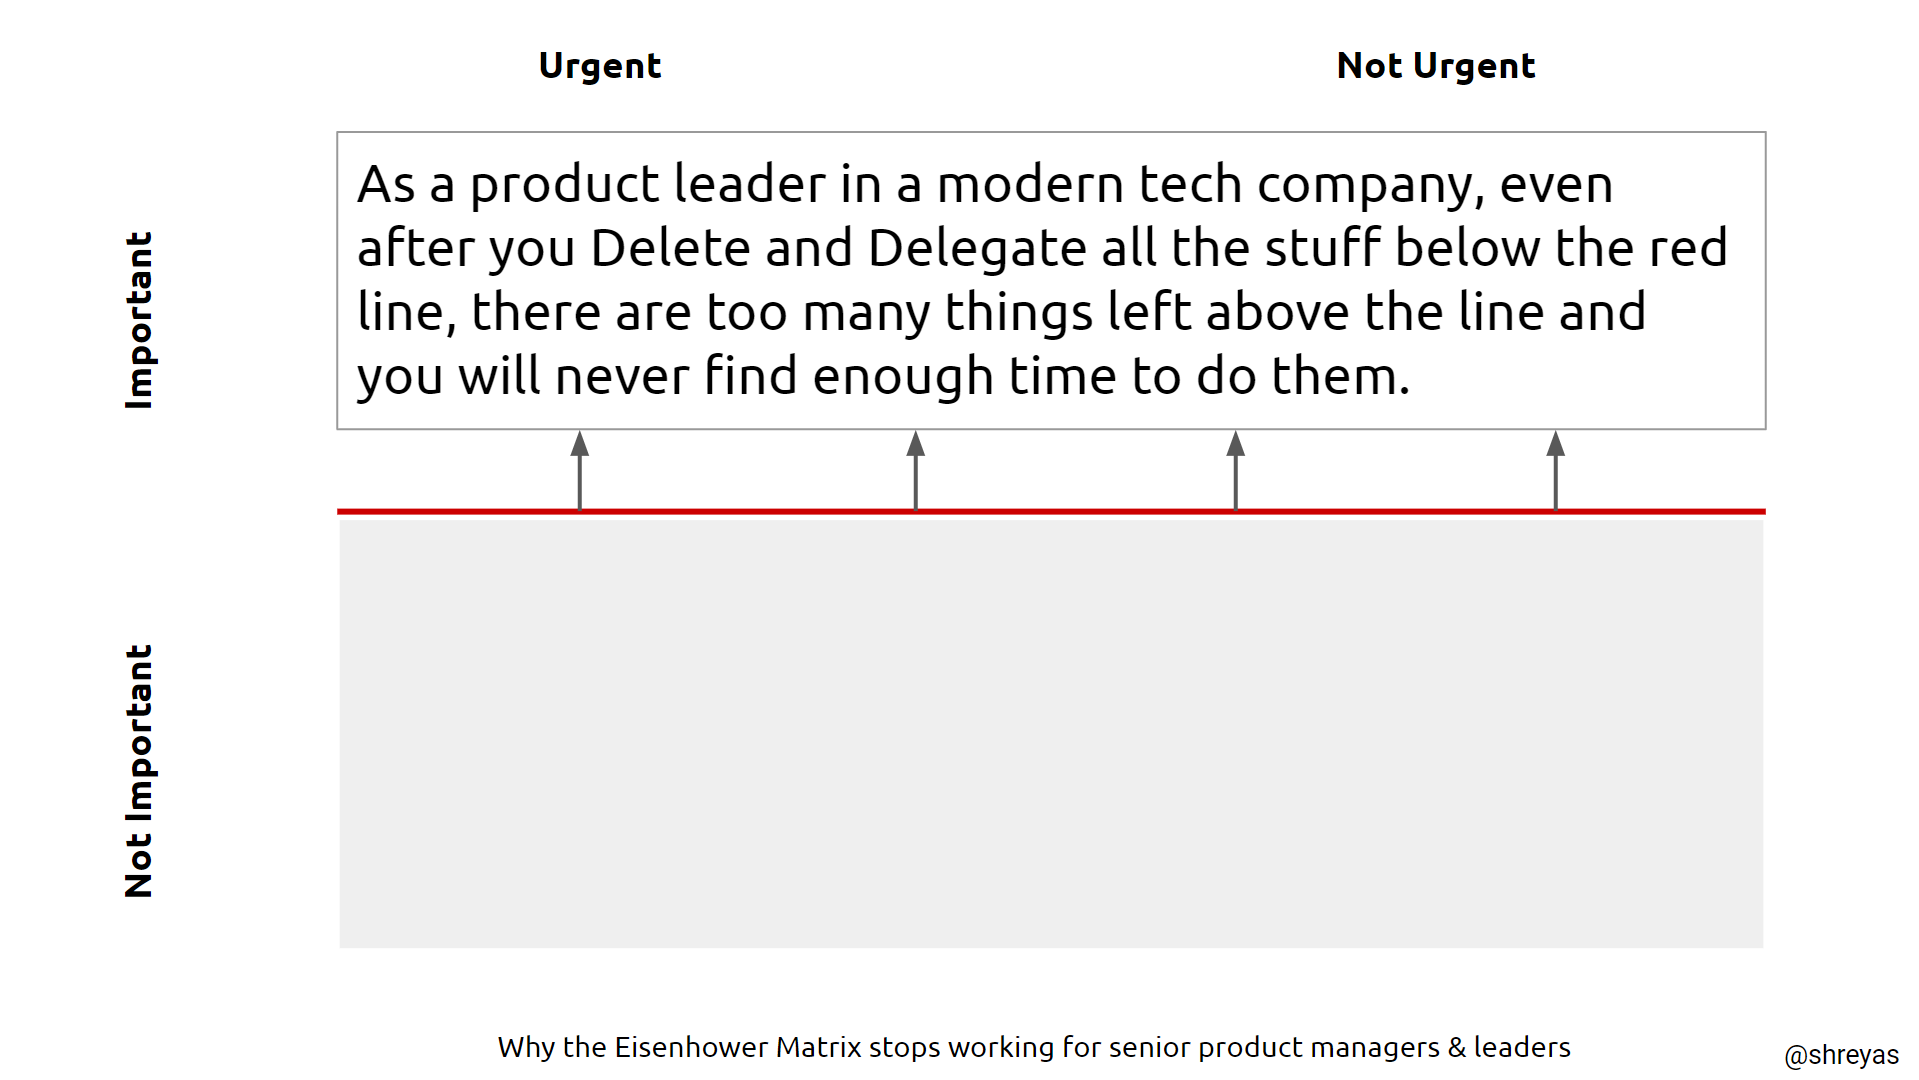 Urgent
Not Urgent
Important
As a product leader in a modern tech company, even
after you Delete and Delegate all the stuff below the red
line, there are too many things left above the line and
you will never find enough time to do them.
Not Important
Why the Eisenhower Matrix stops working for senior product managers & leaders
@shreyas